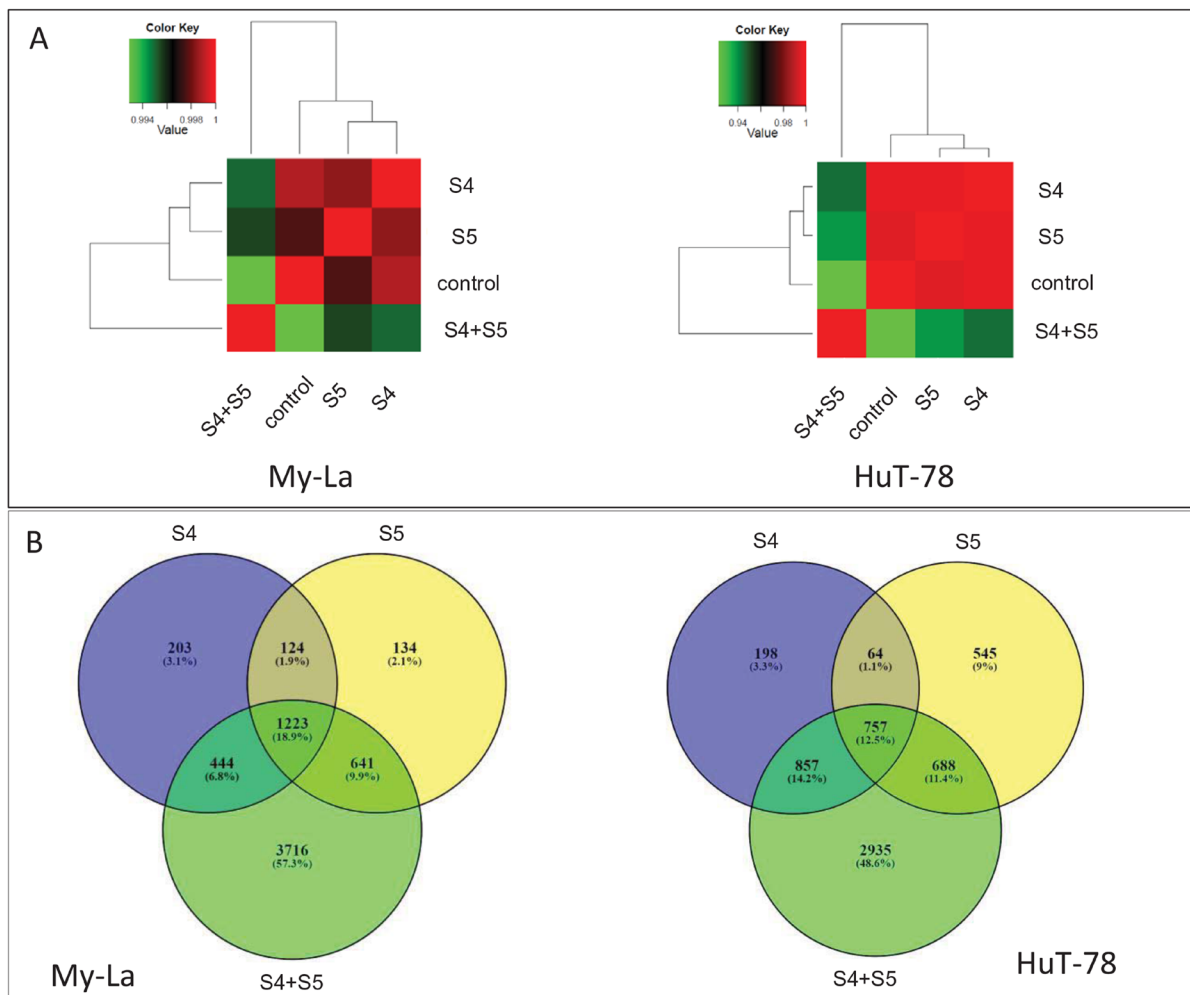 A
Color Key
0.994 0.998 1
Value
S4
S5
control
S4+S5
S4+S5 control S5 S4
My-La
Color Key
0.94 0.98 1
Value
S4
S5
control
S4+S5
S4+S5 control S5 S4
HuT-78
B
S4 S5
203 124 134
(3.1%) (1.9%) (2.1%)
1223
(18.9%)
444 641
(6.8%) (9.9%)
3716
(57.3%)
S4+S5
My-La
S4 S5
198 64 545
(3.3%) (1.1%) (9%)
757
(12.5%)
857 688
(14.2%) (11.4%)
2935
(48.6%)
S4+S5
HuT-78